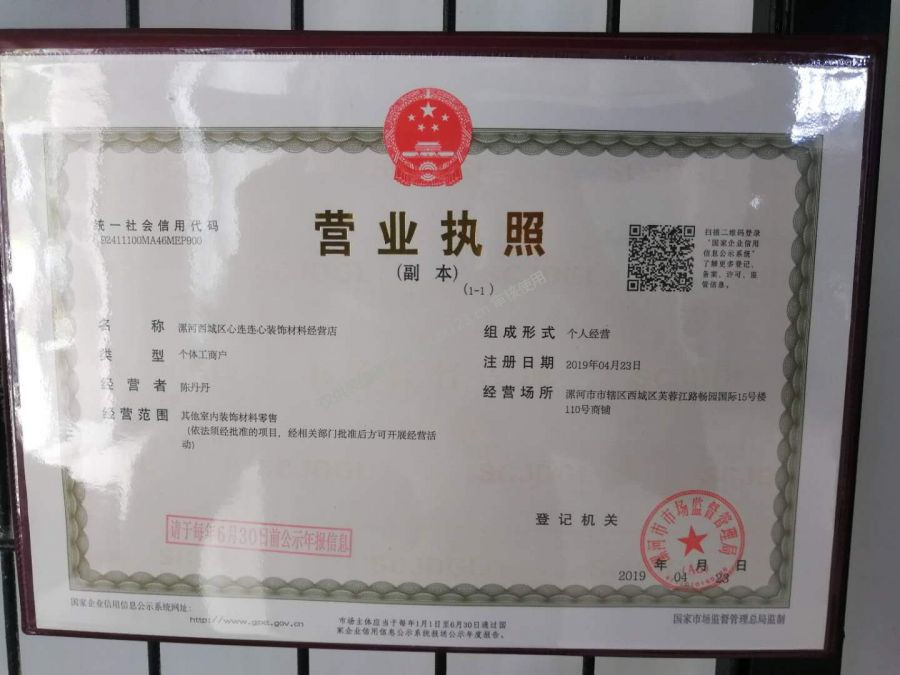 统一社会信用代码
92411100MA46MEP900
营业执照
(副 本)
(1-1)
扫描二维码登录
"国家企业信用
信息公示系统"
了解更多登记、
备案、许可、监
管信息。
名 称 漯河西城区心连连心装饰材料经营店
类 型 个体工商户
经 营 者 陈丹丹
经营范围 其他室内装饰材料零售
(依法须经批准的项目，经相关部门批准后方可开展经营活
动)
组成形式 个人经营
注册日期 2019年04月23日
经营场所 漯河市市辖区西城区芙蓉江路畅园国际15号楼
110号商铺
请于每年6月30日前公示年报信息
登记机关
漯河市市场监督管理局
2019 年 04 月 23 日
国家企业信用信息公示系统网址:
http://www.gsxt.gov.cn
市场主体应当于每年1月1日至6月30日通过国
家企业信用信息公示系统报送公示年度报告。
国家市场监督管理总局监制